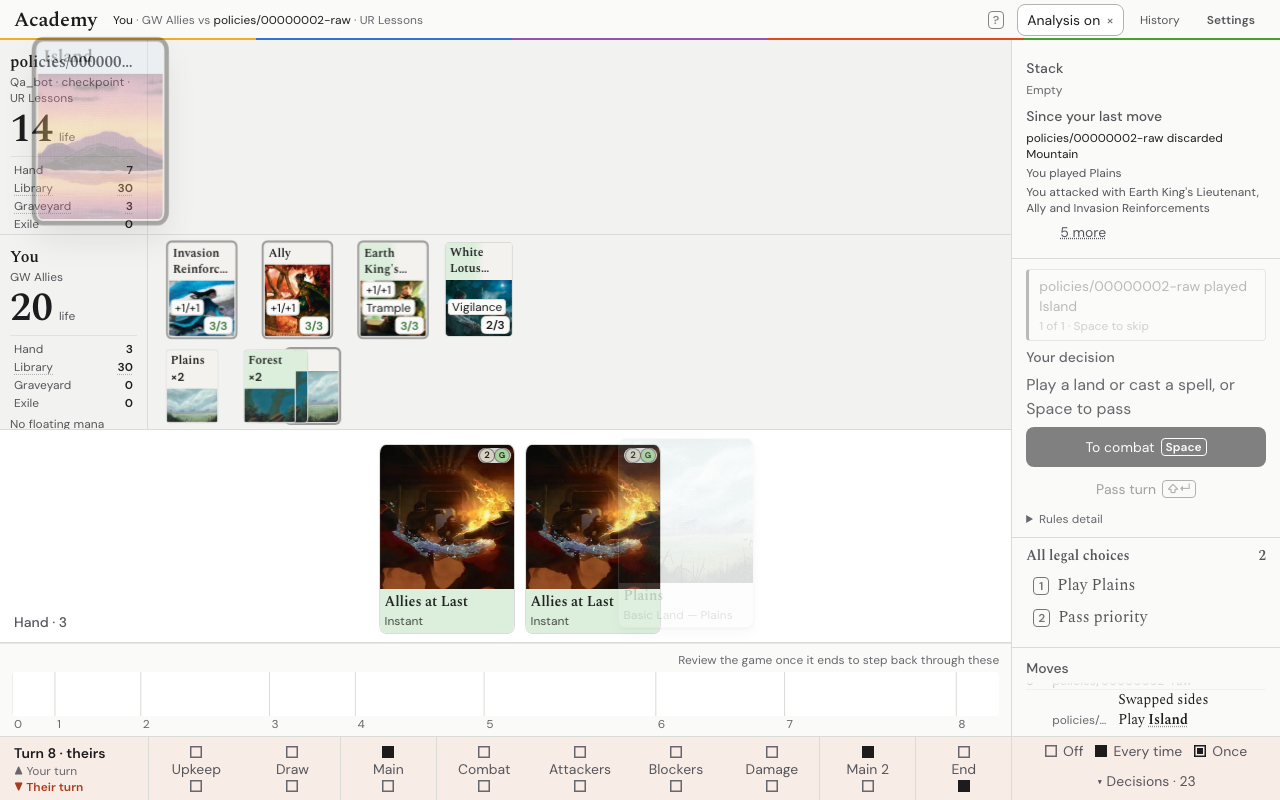 Academy
You · GW Allies vs policies/00000002-raw · UR Lessons
?
Analysis on ×
History
Settings
Island
policies/000000...
Qa_bot · checkpoint ·
UR Lessons
14 life
Hand 7
Library 30
Graveyard 3
Exile 0
You
GW Allies
20 life
Hand 3
Library 30
Graveyard 0
Exile 0
No floating mana
Invasion
Reinforc...
+1/+1
3/3
Ally
+1/+1
3/3
Earth
King's...
+1/+1
Trample
3/3
White
Lotus...
Vigilance
2/3
Plains
×2
Forest
×2
Hand · 3
2 G
Allies at Last
Instant
2 G
Allies at Last
Instant
Plains
Basic Land — Plains
Review the game once it ends to step back through these
0 1 2 3 4 5 6 7 8
Turn 8 · theirs
▲ Your turn
▼ Their turn
Upkeep
Draw
Main
Combat
Attackers
Blockers
Damage
Main 2
End
Stack
Empty
Since your last move
policies/00000002-raw discarded
Mountain
You played Plains
You attacked with Earth King's Lieutenant,
Ally and Invasion Reinforcements
5 more
policies/00000002-raw played
Island
1 of 1 · Space to skip
Your decision
Play a land or cast a spell, or
Space to pass
To combat Space
Pass turn
▶ Rules detail
All legal choices 2
1 Play Plains
2 Pass priority
Moves
Swapped sides
policies/... Play Island
Off Every time Once
Decisions · 23